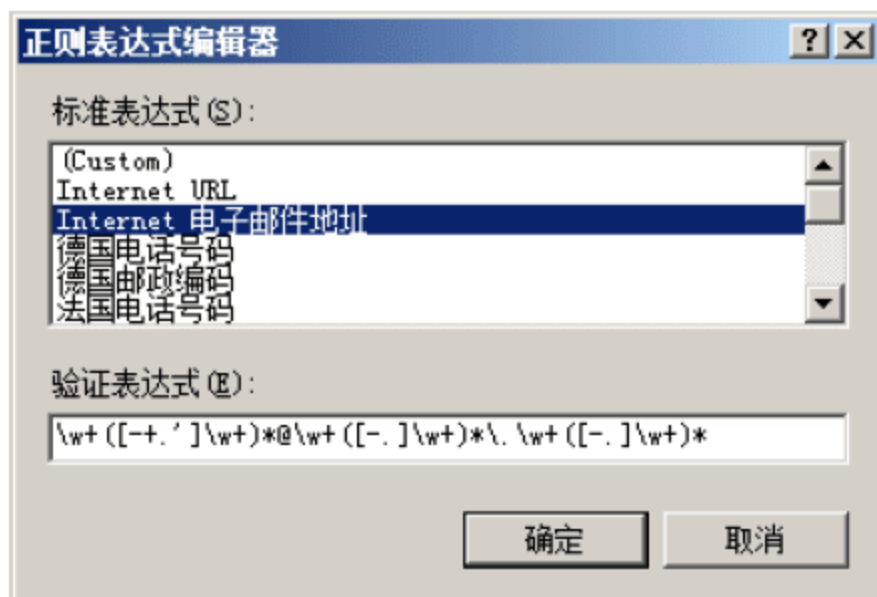 正则表达式编辑器
标准表达式(S):
(Custom)
Internet URL
Internet 电子邮件地址
德国电话号码
德国邮政编码
法国电话号码
验证表达式(E):
\w+([-+.']\w+)*@\w+([-.]\w+)*\.\w+([-.]\w+)*
确定 取消